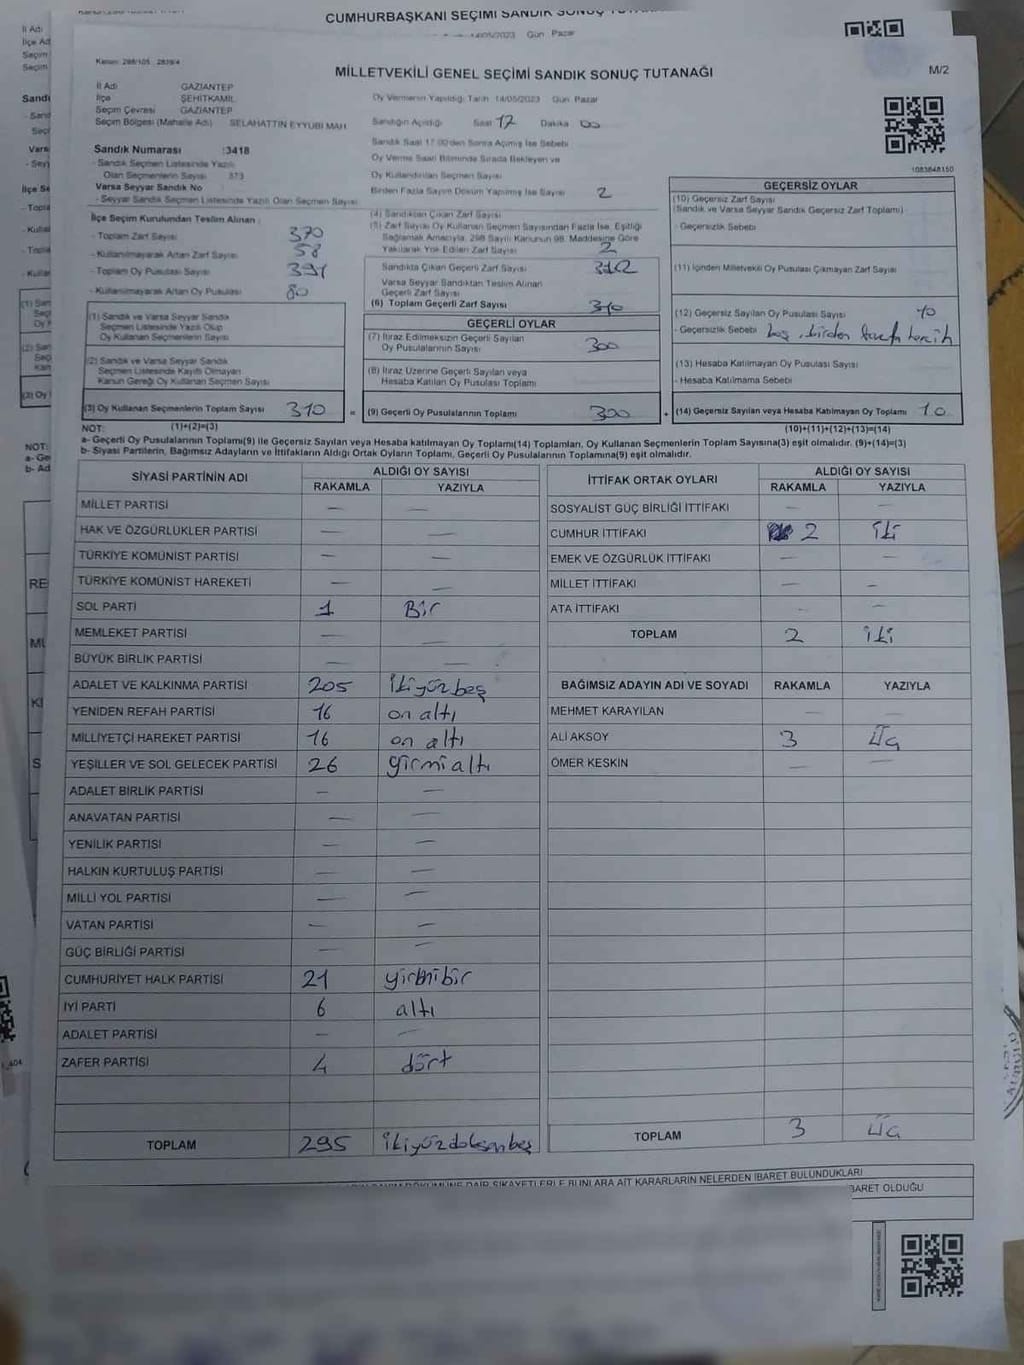 CUMHURBAŞKANI SEÇİMİ SANDIK SONUÇ
14/05/2023 Gün Pazar
Kanun: 298/105 2839/4
MİLLETVEKİLİ GENEL SEÇİMİ SANDIK SONUÇ TUTANAĞI
M/2
İl Adı GAZİANTEP
İlçe ŞEHİTKAMİL
Seçim Çevresi GAZİANTEP
Seçim Bölgesi (Mahalle Adı) SELAHATTİN EYYUBİ MAH.
Oy Vermenin Yapıldığı Tarih 14/05/2023 Gün Pazar
Sandığın Açıldığı Saat 17 Dakika 00
Sandık Saat 17:00'den Sonra Açılmış İse Sebebi
Oy Verme Saati Bitiminde Sırada Bekleyen ve
Oy Kullandırılan Seçmen Sayısı
Birden Fazla Sayım Döküm Yapılmış İse Sayısı 2
1083648150
Sandık Numarası :3418
- Sandık Seçmen Listesinde Yazılı
Olan Seçmenlerin Sayısı 373
Varsa Seyyar Sandık No
- Seyyar Sandık Seçmen Listesinde Yazılı Olan Seçmen Sayısı
İlçe Seçim Kurulundan Teslim Alınan :
- Toplam Zarf Sayısı 370
- Kullanılmayarak Artan Zarf Sayısı 58
- Toplam Oy Pusulası Sayısı 391
- Kullanılmayarak Artan Oy Pusulası 80
(1) Sandık ve Varsa Seyyar Sandık
Seçmen Listesinde Yazılı Olup
Oy Kullanan Seçmenlerin Sayısı
(2) Sandık ve Varsa Seyyar Sandık
Seçmen Listesinde Kayıtlı Olmayan
Kanun Gereği Oy Kullanan Seçmen Sayısı
(3) Oy Kullanan Seçmenlerin Toplam Sayısı 310
(1)+(2)=(3)
(4) Sandıktan Çıkan Zarf Sayısı
(5) Zarf Sayısı Oy Kullanan Seçmen Sayısından Fazla İse, Eşitliği
Sağlamak Amacıyla, 298 Sayılı Kanunun 98. Maddesine Göre
Yakılarak Yok Edilen Zarf Sayısı 2
Sandıkta Çıkan Geçerli Zarf Sayısı 312
Varsa Seyyar Sandıktan Teslim Alınan
Geçerli Zarf Sayısı
(6) Toplam Geçerli Zarf Sayısı 310
GEÇERLİ OYLAR
(7) İtiraz Edilmeksizin Geçerli Sayılan
Oy Pusulalarının Sayısı 300
(8) İtiraz Üzerine Geçerli Sayılan veya
Hesaba Katılan Oy Pusulası Toplamı
= (9) Geçerli Oy Pusulalarının Toplamı 300
GEÇERSİZ OYLAR
(10) Geçersiz Zarf Sayısı
(Sandık ve Varsa Seyyar Sandık Geçersiz Zarf Toplamı)
- Geçersizlik Sebebi
(11) İçinden Milletvekili Oy Pusulası Çıkmayan Zarf Sayısı
(12) Geçersiz Sayılan Oy Pusulası Sayısı 10
- Geçersizlik Sebebi boş, birden fazla tercih
(13) Hesaba Katılmayan Oy Pusulası Sayısı
- Hesaba Katılmama Sebebi
+ (14) Geçersiz Sayılan veya Hesaba Katılmayan Oy Toplamı 10
(10)+(11)+(12)+(13)=(14)
NOT:
a- Geçerli Oy Pusulalarının Toplamı(9) ile Geçersiz Sayılan veya Hesaba katılmayan Oy Toplamı(14) Toplamları, Oy Kullanan Seçmenlerin Toplam Sayısına(3) eşit olmalıdır. (9)+(14)=(3)
b- Siyasi Partilerin, Bağımsız Adayların ve İttifakların Aldığı Ortak Oyların Toplamı, Geçerli Oy Pusulalarının Toplamına(9) eşit olmalıdır.
SİYASİ PARTİNİN ADI ALDIĞI OY SAYISI
RAKAMLA YAZIYLA
MİLLET PARTİSİ — —
HAK VE ÖZGÜRLÜKLER PARTİSİ — —
TÜRKİYE KOMÜNİST PARTİSİ — —
TÜRKİYE KOMÜNİST HAREKETİ — —
SOL PARTİ 1 Bir
MEMLEKET PARTİSİ — —
BÜYÜK BİRLİK PARTİSİ — —
ADALET VE KALKINMA PARTİSİ 205 ikiyüzbeş
YENİDEN REFAH PARTİSİ 16 on altı
MİLLİYETÇİ HAREKET PARTİSİ 16 on altı
YEŞİLLER VE SOL GELECEK PARTİSİ 26 yirmialtı
ADALET BİRLİK PARTİSİ — —
ANAVATAN PARTİSİ — —
YENİLİK PARTİSİ — —
HALKIN KURTULUŞ PARTİSİ — —
MİLLİ YOL PARTİSİ — —
VATAN PARTİSİ — —
GÜÇ BİRLİĞİ PARTİSİ — —
CUMHURİYET HALK PARTİSİ 21 yirmibir
İYİ PARTİ 6 altı
ADALET PARTİSİ — —
ZAFER PARTİSİ 4 dört
TOPLAM 295 ikiyüzdoksanbeş
İTTİFAK ORTAK OYLARI ALDIĞI OY SAYISI
RAKAMLA YAZIYLA
SOSYALİST GÜÇ BİRLİĞİ İTTİFAKI — —
CUMHUR İTTİFAKI 2 iki
EMEK VE ÖZGÜRLÜK İTTİFAKI — —
MİLLET İTTİFAKI — —
ATA İTTİFAKI — —
TOPLAM 2 iki
BAĞIMSIZ ADAYIN ADI VE SOYADI RAKAMLA YAZIYLA
MEHMET KARAYILAN — —
ALİ AKSOY 3 üç
ÖMER KESKİN — —
TOPLAM 3 üç
DÖKÜMÜNE DAİR ŞİKAYETLERLE BUNLARA AİT KARARLARIN NELERDEN İBARET BULUNDUKLARI
İBARET OLDUĞU